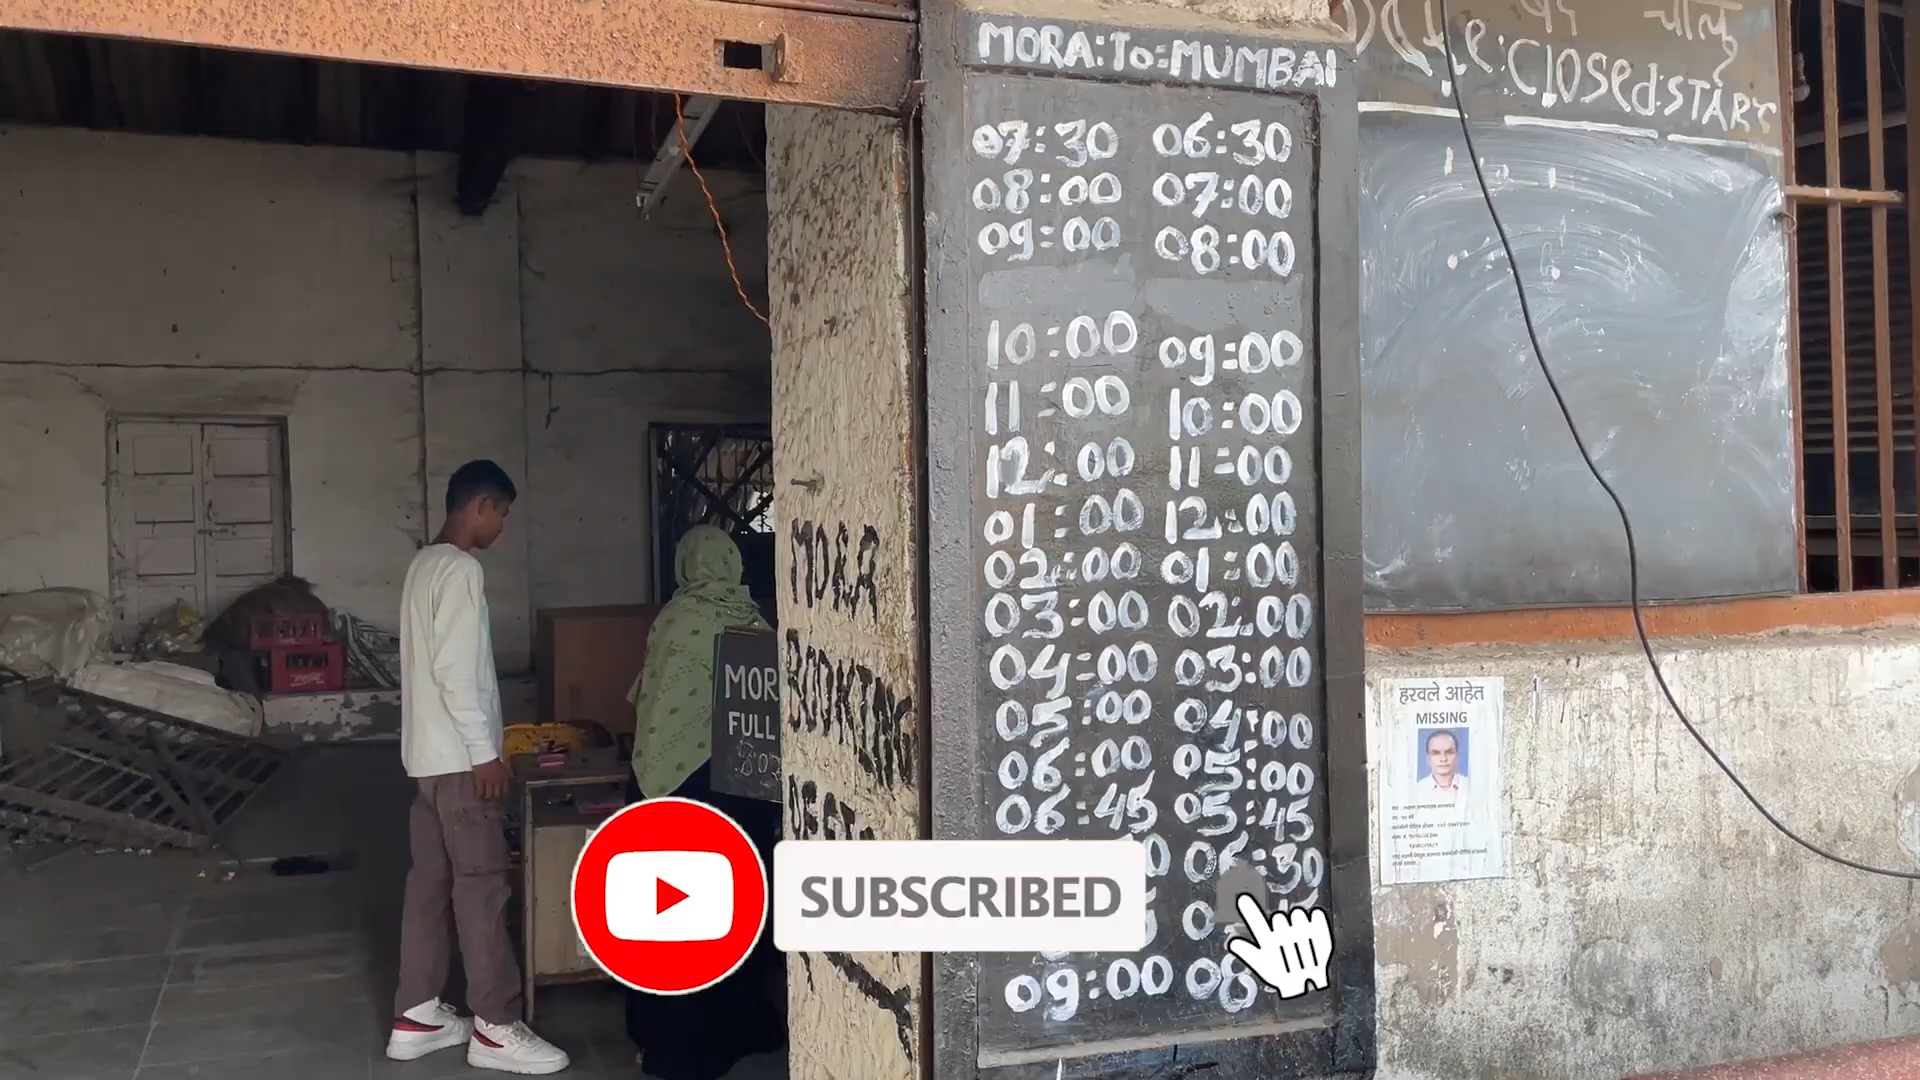 MORA:To=MUMBAI
07:30 06:30
08:00 07:00
09:00 08:00
10:00 09:00
11:00 10:00
12:00 11:00
01:00 12:00
02:00 01:00
03:00 02:00
04:00 03:00
05:00 04:00
06:00 05:00
06:45 05:45
06:30
09:00 08
चालु
Closed:START
MORA
BOOKING
MOR
FULL
हरवले आहेत
MISSING
SUBSCRIBED